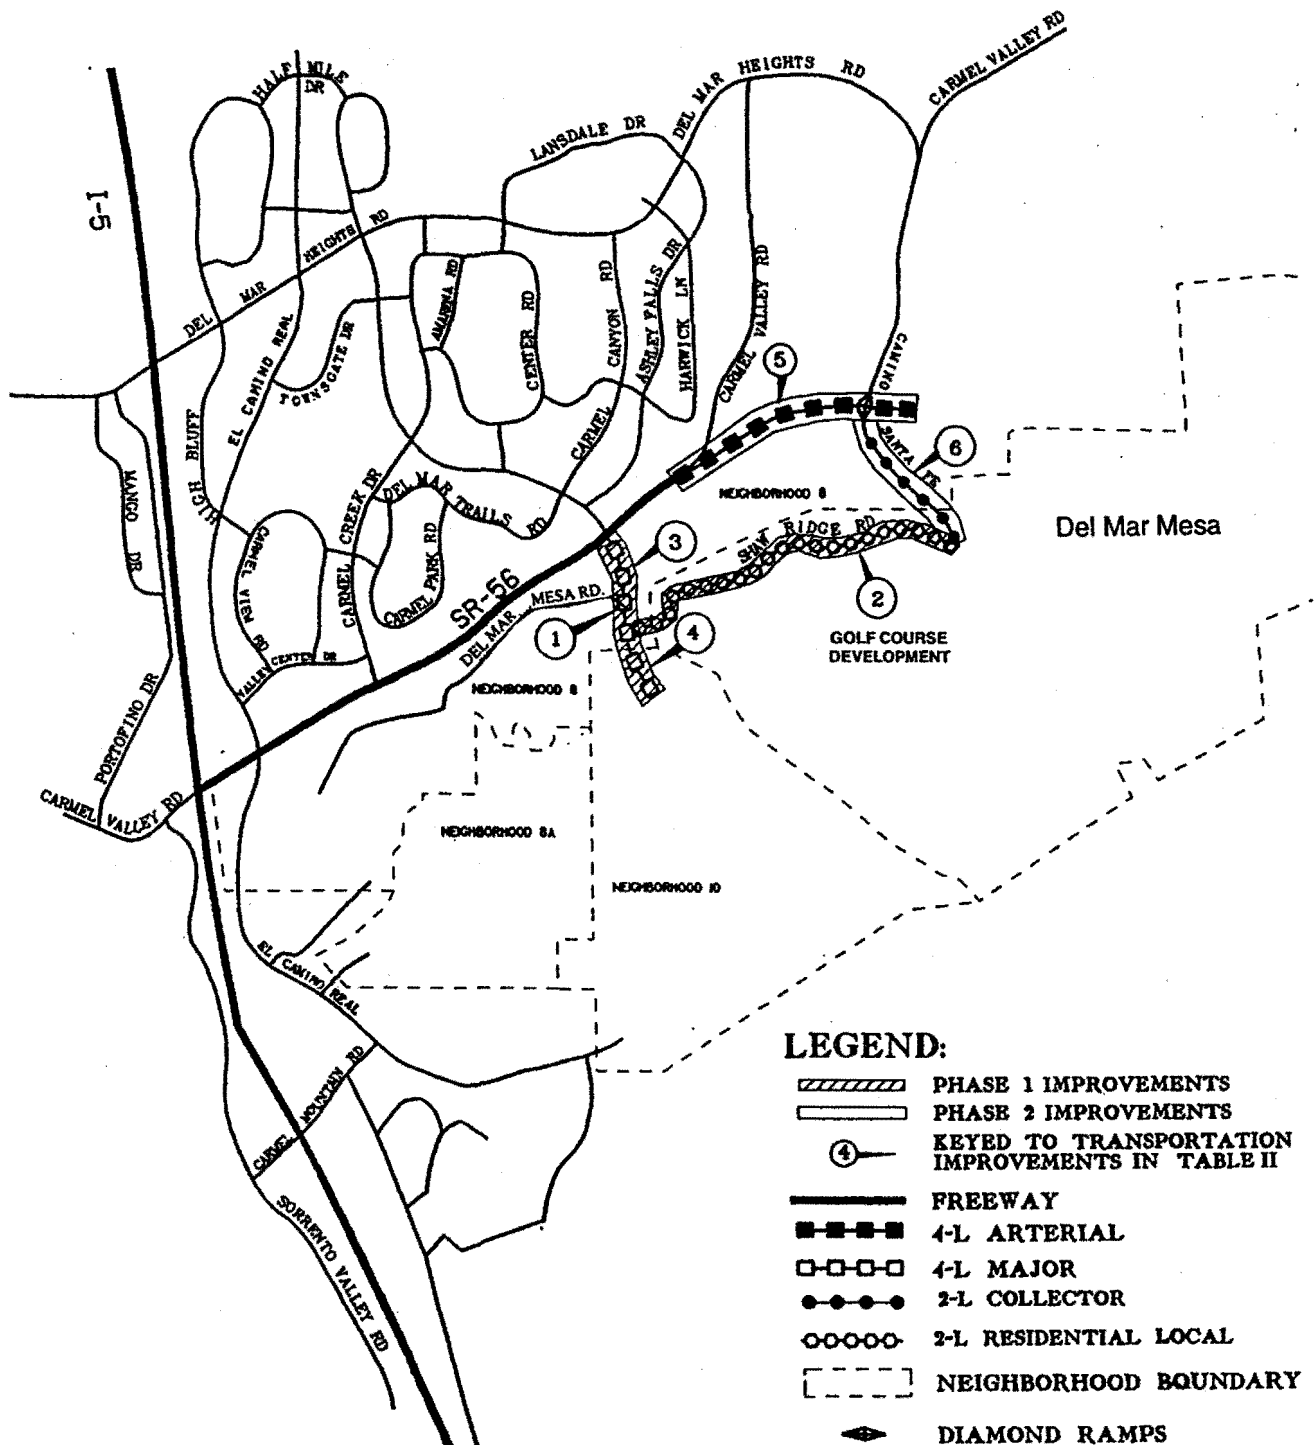 CARMEL VALLEY RD
HALF MILE
DR
DEL MAR HEIGHTS RD
LANSDALE DR
I-5
DEL MAR HEIGHTS RD
EL CAMINO REAL
TOWNSGATE DR
AMARENA RD
CENTER RD
CANYON RD
CARMEL
ASHLEY FALLS DR
HARWICK LN
CARMEL VALLEY RD
5
CAMINO
SANTA FE
6
HIGH BLUFF
MANGO DR
DEL MAR TRAILS RD
CARMEL CREEK DR
CARMEL PARK RD
CARMEL VIEW RD
VALLEY CENTER DR
NEIGHBORHOOD 8
Del Mar Mesa
SHAW RIDGE RD
3
SR-56
DEL MAR MESA RD.
1
4
2
GOLF COURSE
DEVELOPMENT
NEIGHBORHOOD 8
PORTOFINO DR
CARMEL VALLEY RD
NEIGHBORHOOD 8A
NEIGHBORHOOD 10
EL CAMINO REAL
CARMEL MOUNTAIN RD
SORRENTO VALLEY RD
LEGEND:
PHASE 1 IMPROVEMENTS
PHASE 2 IMPROVEMENTS
4
KEYED TO TRANSPORTATION
IMPROVEMENTS IN TABLE II
FREEWAY
4-L ARTERIAL
4-L MAJOR
2-L COLLECTOR
2-L RESIDENTIAL LOCAL
NEIGHBORHOOD BOUNDARY
DIAMOND RAMPS